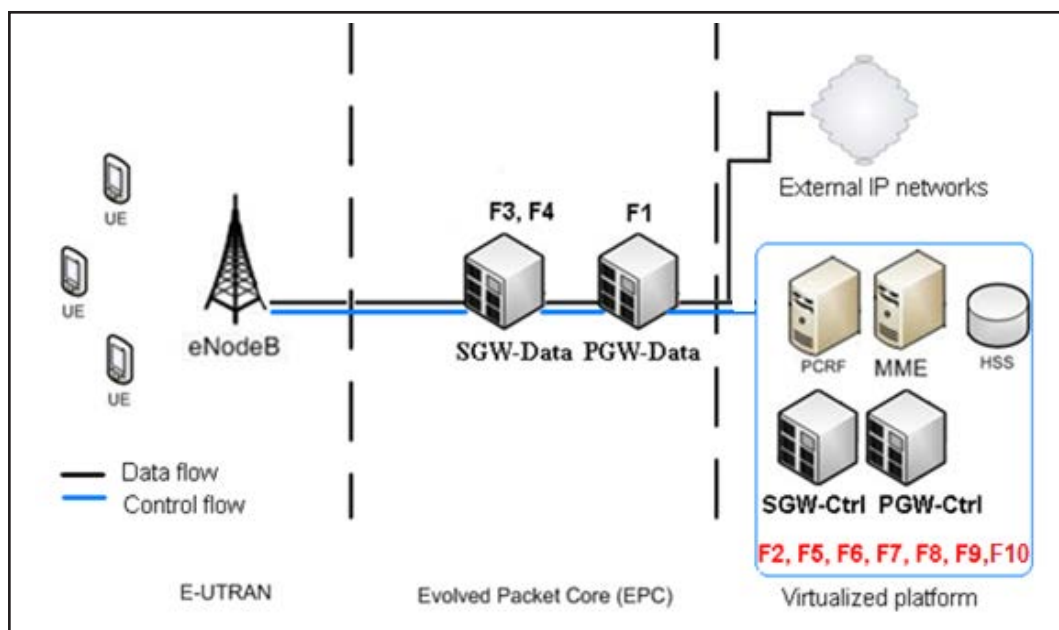 External IP networks
UE
F3, F4
F1
UE
eNodeB
SGW-Data
PGW-Data
PCRF
MME
HSS
UE
Data flow
Control flow
SGW-Ctrl
PGW-Ctrl
F2, F5, F6, F7, F8, F9,F10
E-UTRAN
Evolved Packet Core (EPC)
Virtualized platform